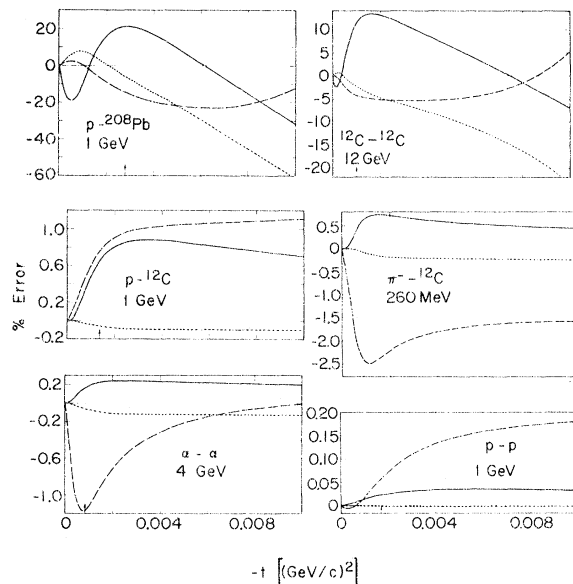 20
0
-20
-40
-60
p-²⁰⁸Pb
1 GeV
10
5
0
-5
-10
-15
-20
¹²C-¹²C
12 GeV
% Error
1.0
0.6
0.2
-0.2
p-¹²C
1 GeV
0.5
0
-0.5
-1.0
-1.5
-2.0
-2.5
π⁻-¹²C
260 MeV
0.2
-0.2
-0.6
-1.0
α - α
4 GeV
0 0.004 0.008
0.20
0.15
0.10
0.05
0
p-p
1 GeV
0 0.004 0.008
-t [(GeV/c)²]